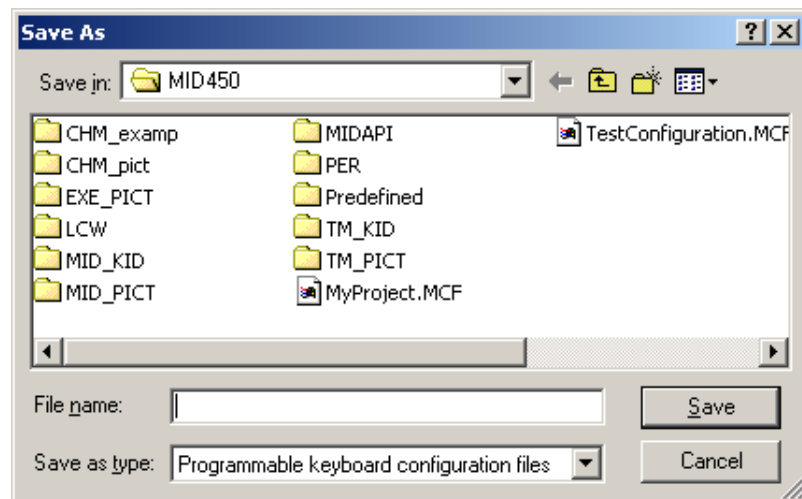 Save As
Save in: MID450
CHM_examp
CHM_pict
EXE_PICT
LCW
MID_KID
MID_PICT
MIDAPI
PER
Predefined
TM_KID
TM_PICT
MyProject.MCF
TestConfiguration.MCF
File name:
Save
Save as type: Programmable keyboard configuration files
Cancel